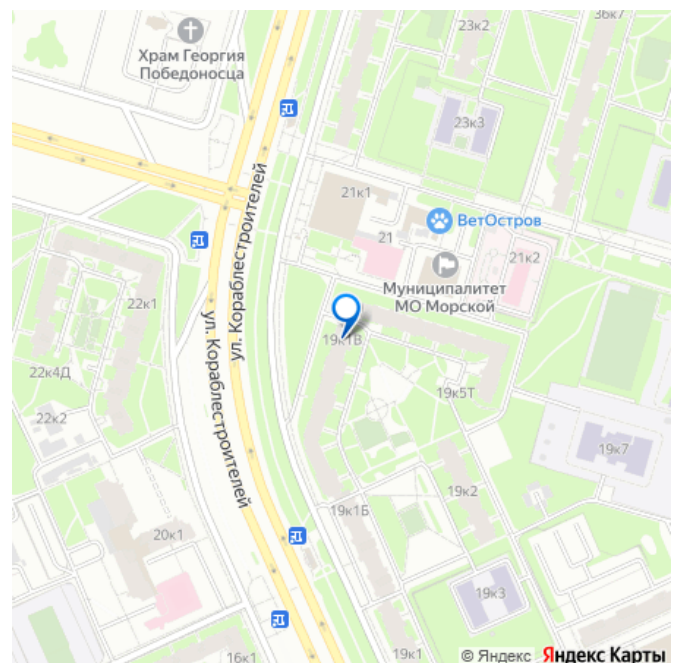 23к2
36к7
Храм Георгия
Победоносца
23к3
21к1
ВетОстров
21
21к2
Муниципалитет
МО Морской
ул. Кораблестроителей
ул. Кораблестроителей
22к1
19к1В
22к4Д
19к5Т
22к2
19к7
19к2
19к1Б
20к1
19к3
16к1
19к1
© Яндекс Яндекс Карты